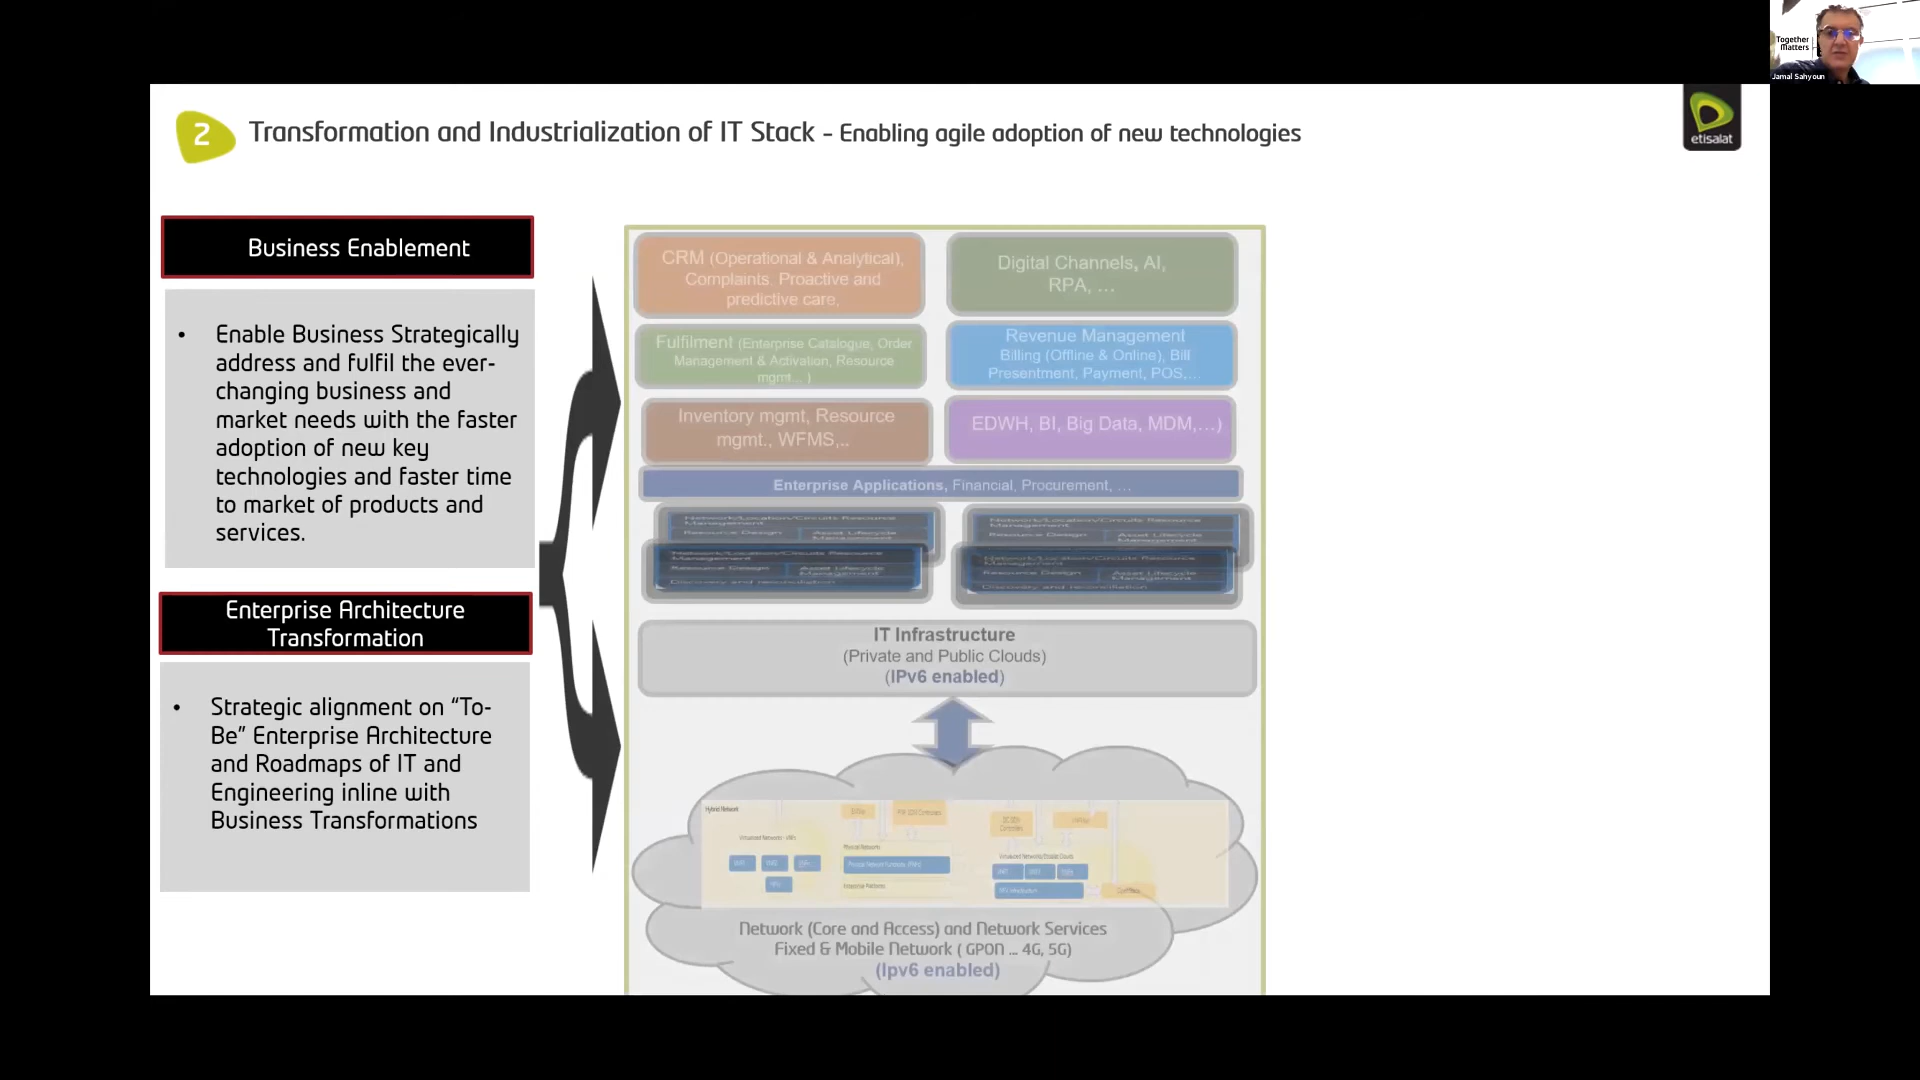 Together
Matters
Jamal Sahyoun
2
Transformation and Industrialization of IT Stack - Enabling agile adoption of new technologies
etisalat
Business Enablement
• Enable Business Strategically
address and fulfil the ever-
changing business and
market needs with the faster
adoption of new key
technologies and faster time
to market of products and
services.
Enterprise Architecture
Transformation
• Strategic alignment on “To-
Be” Enterprise Architecture
and Roadmaps of IT and
Engineering inline with
Business Transformations
CRM (Operational & Analytical),
Complaints. Proactive and
predictive care,
Digital Channels, AI,
RPA, ...
Fulfilment (Enterprise Catalogue, Order
Management & Activation, Resource
mgmt... )
Revenue Management
Billing (Offline & Online), Bill
Presentment, Payment, POS,...
Inventory mgmt, Resource
mgmt., WFMS,..
EDWH, BI, Big Data, MDM,...)
Enterprise Applications, Financial, Procurement, ...
Network/Location/Circuits Resource
Management
Resource Design
Asset Lifecycle
Management
Network/Location/Circuits Resource
Management
Resource Design
Asset Lifecycle
Management
Network/Location/Circuits Resource
Management
Resource Design
Asset Lifecycle
Management
Discovery and reconciliation
Network/Location/Circuits Resource
Management
Resource Design
Asset Lifecycle
Management
Discovery and reconciliation
IT Infrastructure
(Private and Public Clouds)
(IPv6 enabled)
Hybrid Network
Physical Networks
Network (Core and Access) and Network Services
Fixed & Mobile Network ( GPON ... 4G, 5G)
(Ipv6 enabled)